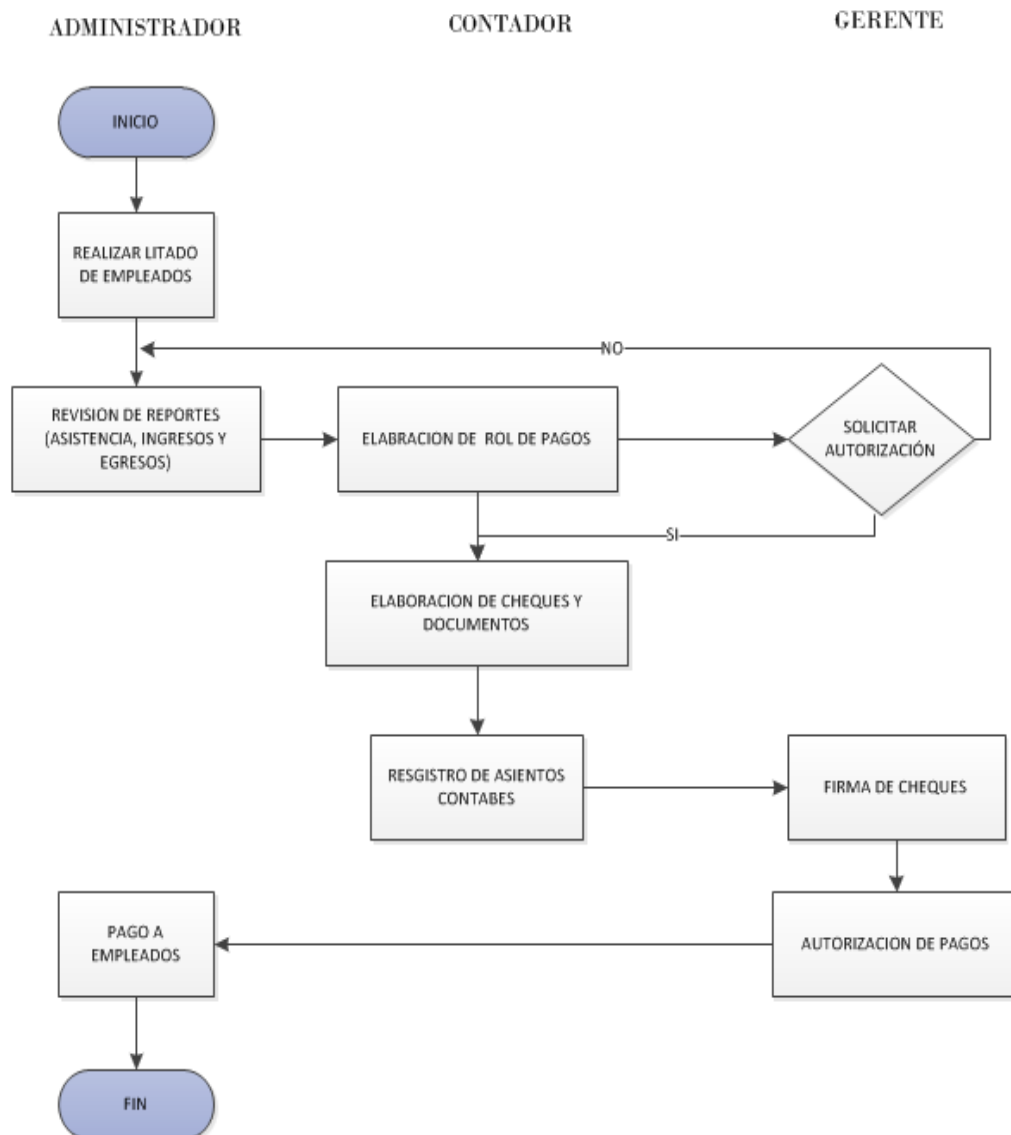 ADMINISTRADOR
CONTADOR
GERENTE
INICIO
REALIZAR LITADO
DE EMPLEADOS
NO
REVISION DE REPORTES
(ASISTENCIA, INGRESOS Y
EGRESOS)
ELABRACION DE ROL DE PAGOS
SOLICITAR
AUTORIZACIÓN
SI
ELABORACION DE CHEQUES Y
DOCUMENTOS
RESGISTRO DE ASIENTOS
CONTABES
FIRMA DE CHEQUES
PAGO A
EMPLEADOS
AUTORIZACION DE PAGOS
FIN